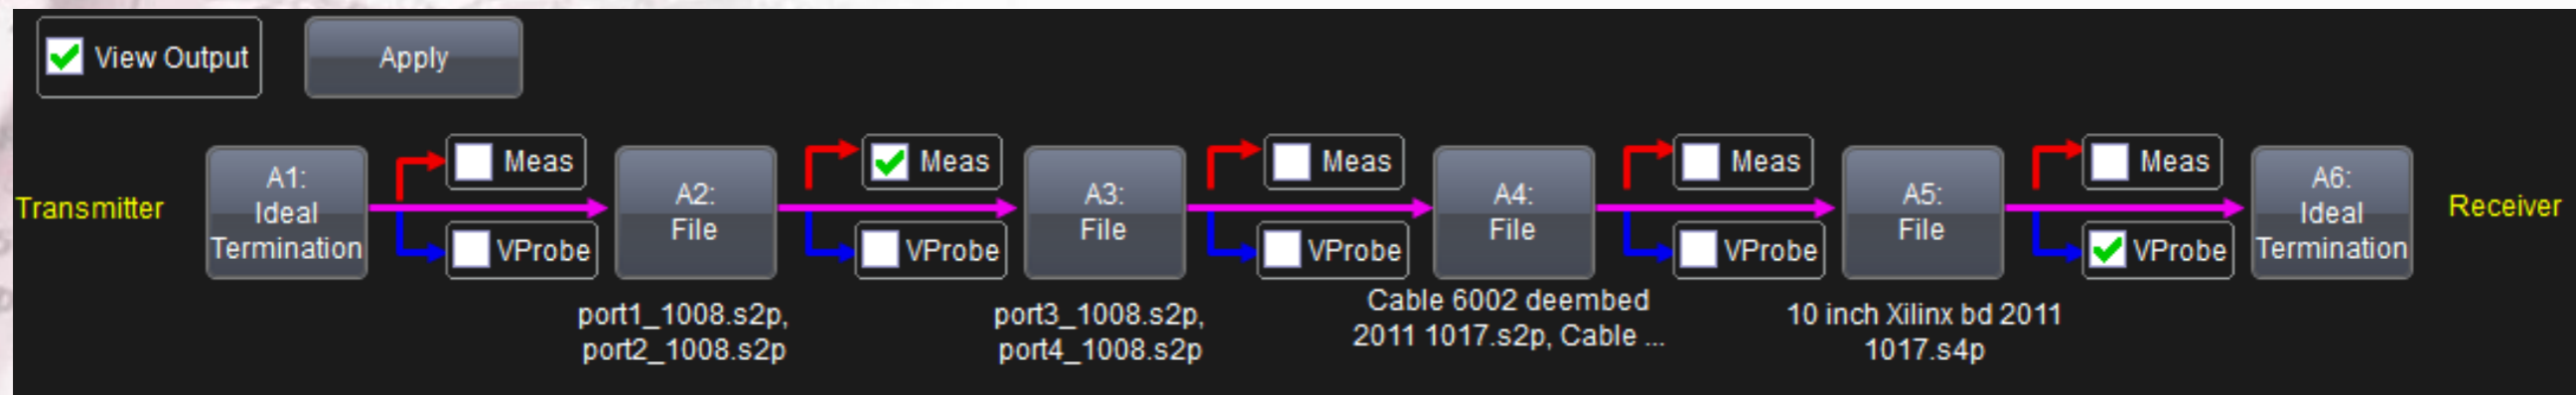 View Output
Apply
Transmitter
A1:
Ideal
Termination
Meas
VProbe
A2:
File
port1_1008.s2p,
port2_1008.s2p
Meas
VProbe
A3:
File
port3_1008.s2p,
port4_1008.s2p
Meas
VProbe
A4:
File
Cable 6002 deembed
2011 1017.s2p, Cable ...
Meas
VProbe
A5:
File
10 inch Xilinx bd 2011
1017.s4p
Meas
VProbe
A6:
Ideal
Termination
Receiver